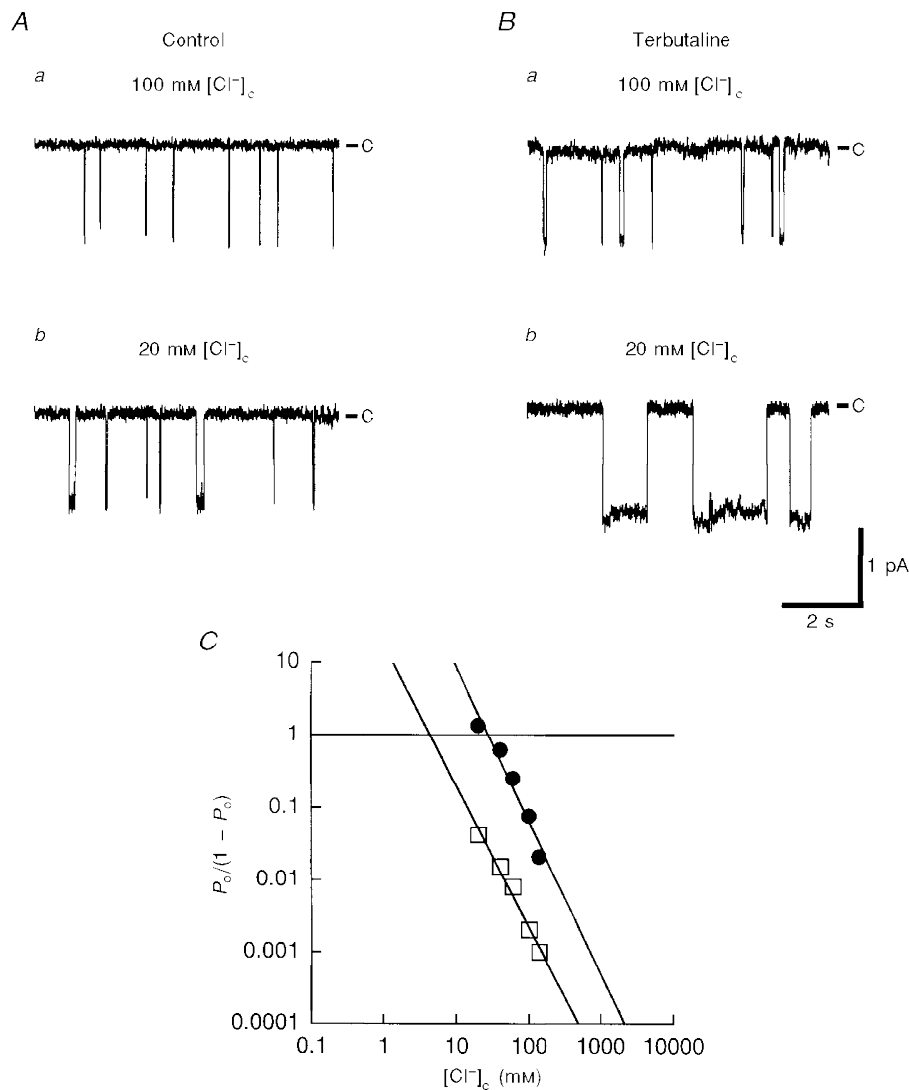 A
Control
a
100 mM [Cl⁻]c
C
b
20 mM [Cl⁻]c
C
B
Terbutaline
a
100 mM [Cl⁻]c
C
b
20 mM [Cl⁻]c
C
1 pA
2 s
C
10
1
0.1
0.01
0.001
0.0001
Po/(1 − Po)
0.1 1 10 100 1000 10000
[Cl⁻]c (mM)